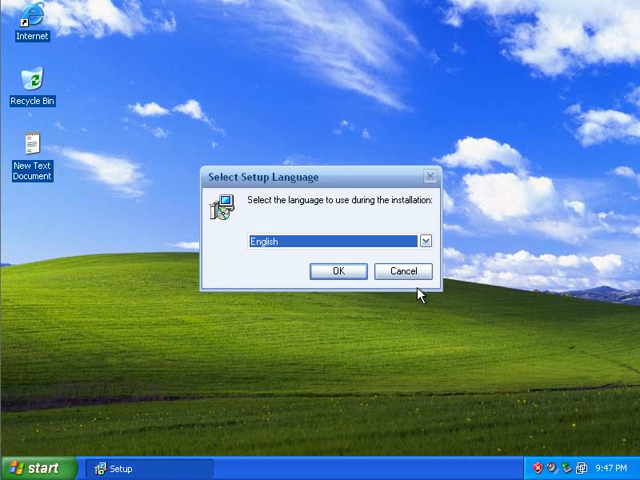 Internet
Recycle Bin
New Text
Document
Select Setup Language
Select the language to use during the installation:
English
OK
Cancel
start
Setup
9:47 PM